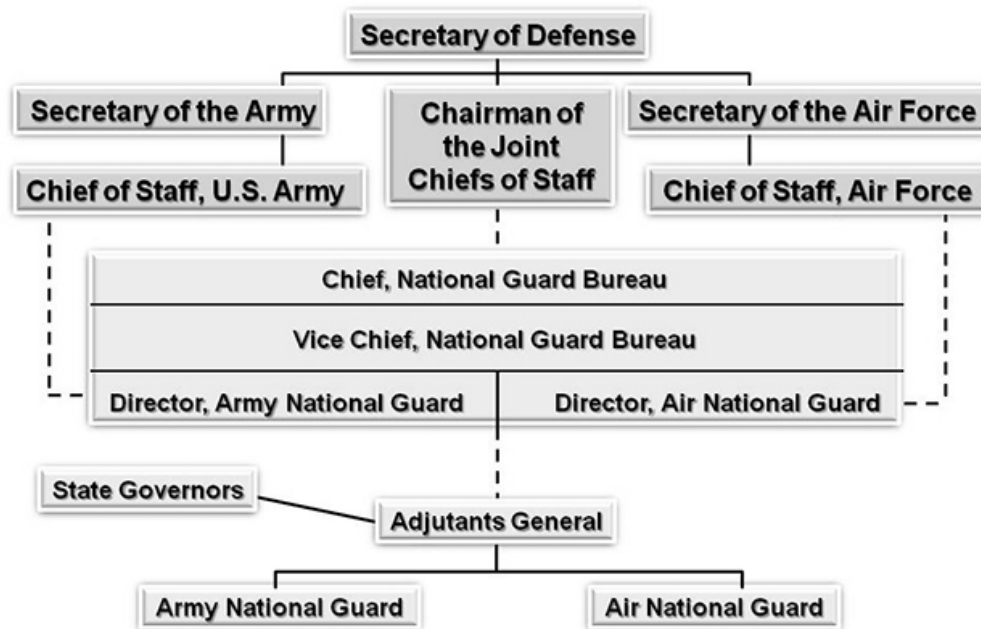 Secretary of Defense
Secretary of the Army
Chairman of
the Joint
Chiefs of Staff
Secretary of the Air Force
Chief of Staff, U.S. Army
Chief of Staff, Air Force
Chief, National Guard Bureau
Vice Chief, National Guard Bureau
Director, Army National Guard
Director, Air National Guard
State Governors
Adjutants General
Army National Guard
Air National Guard